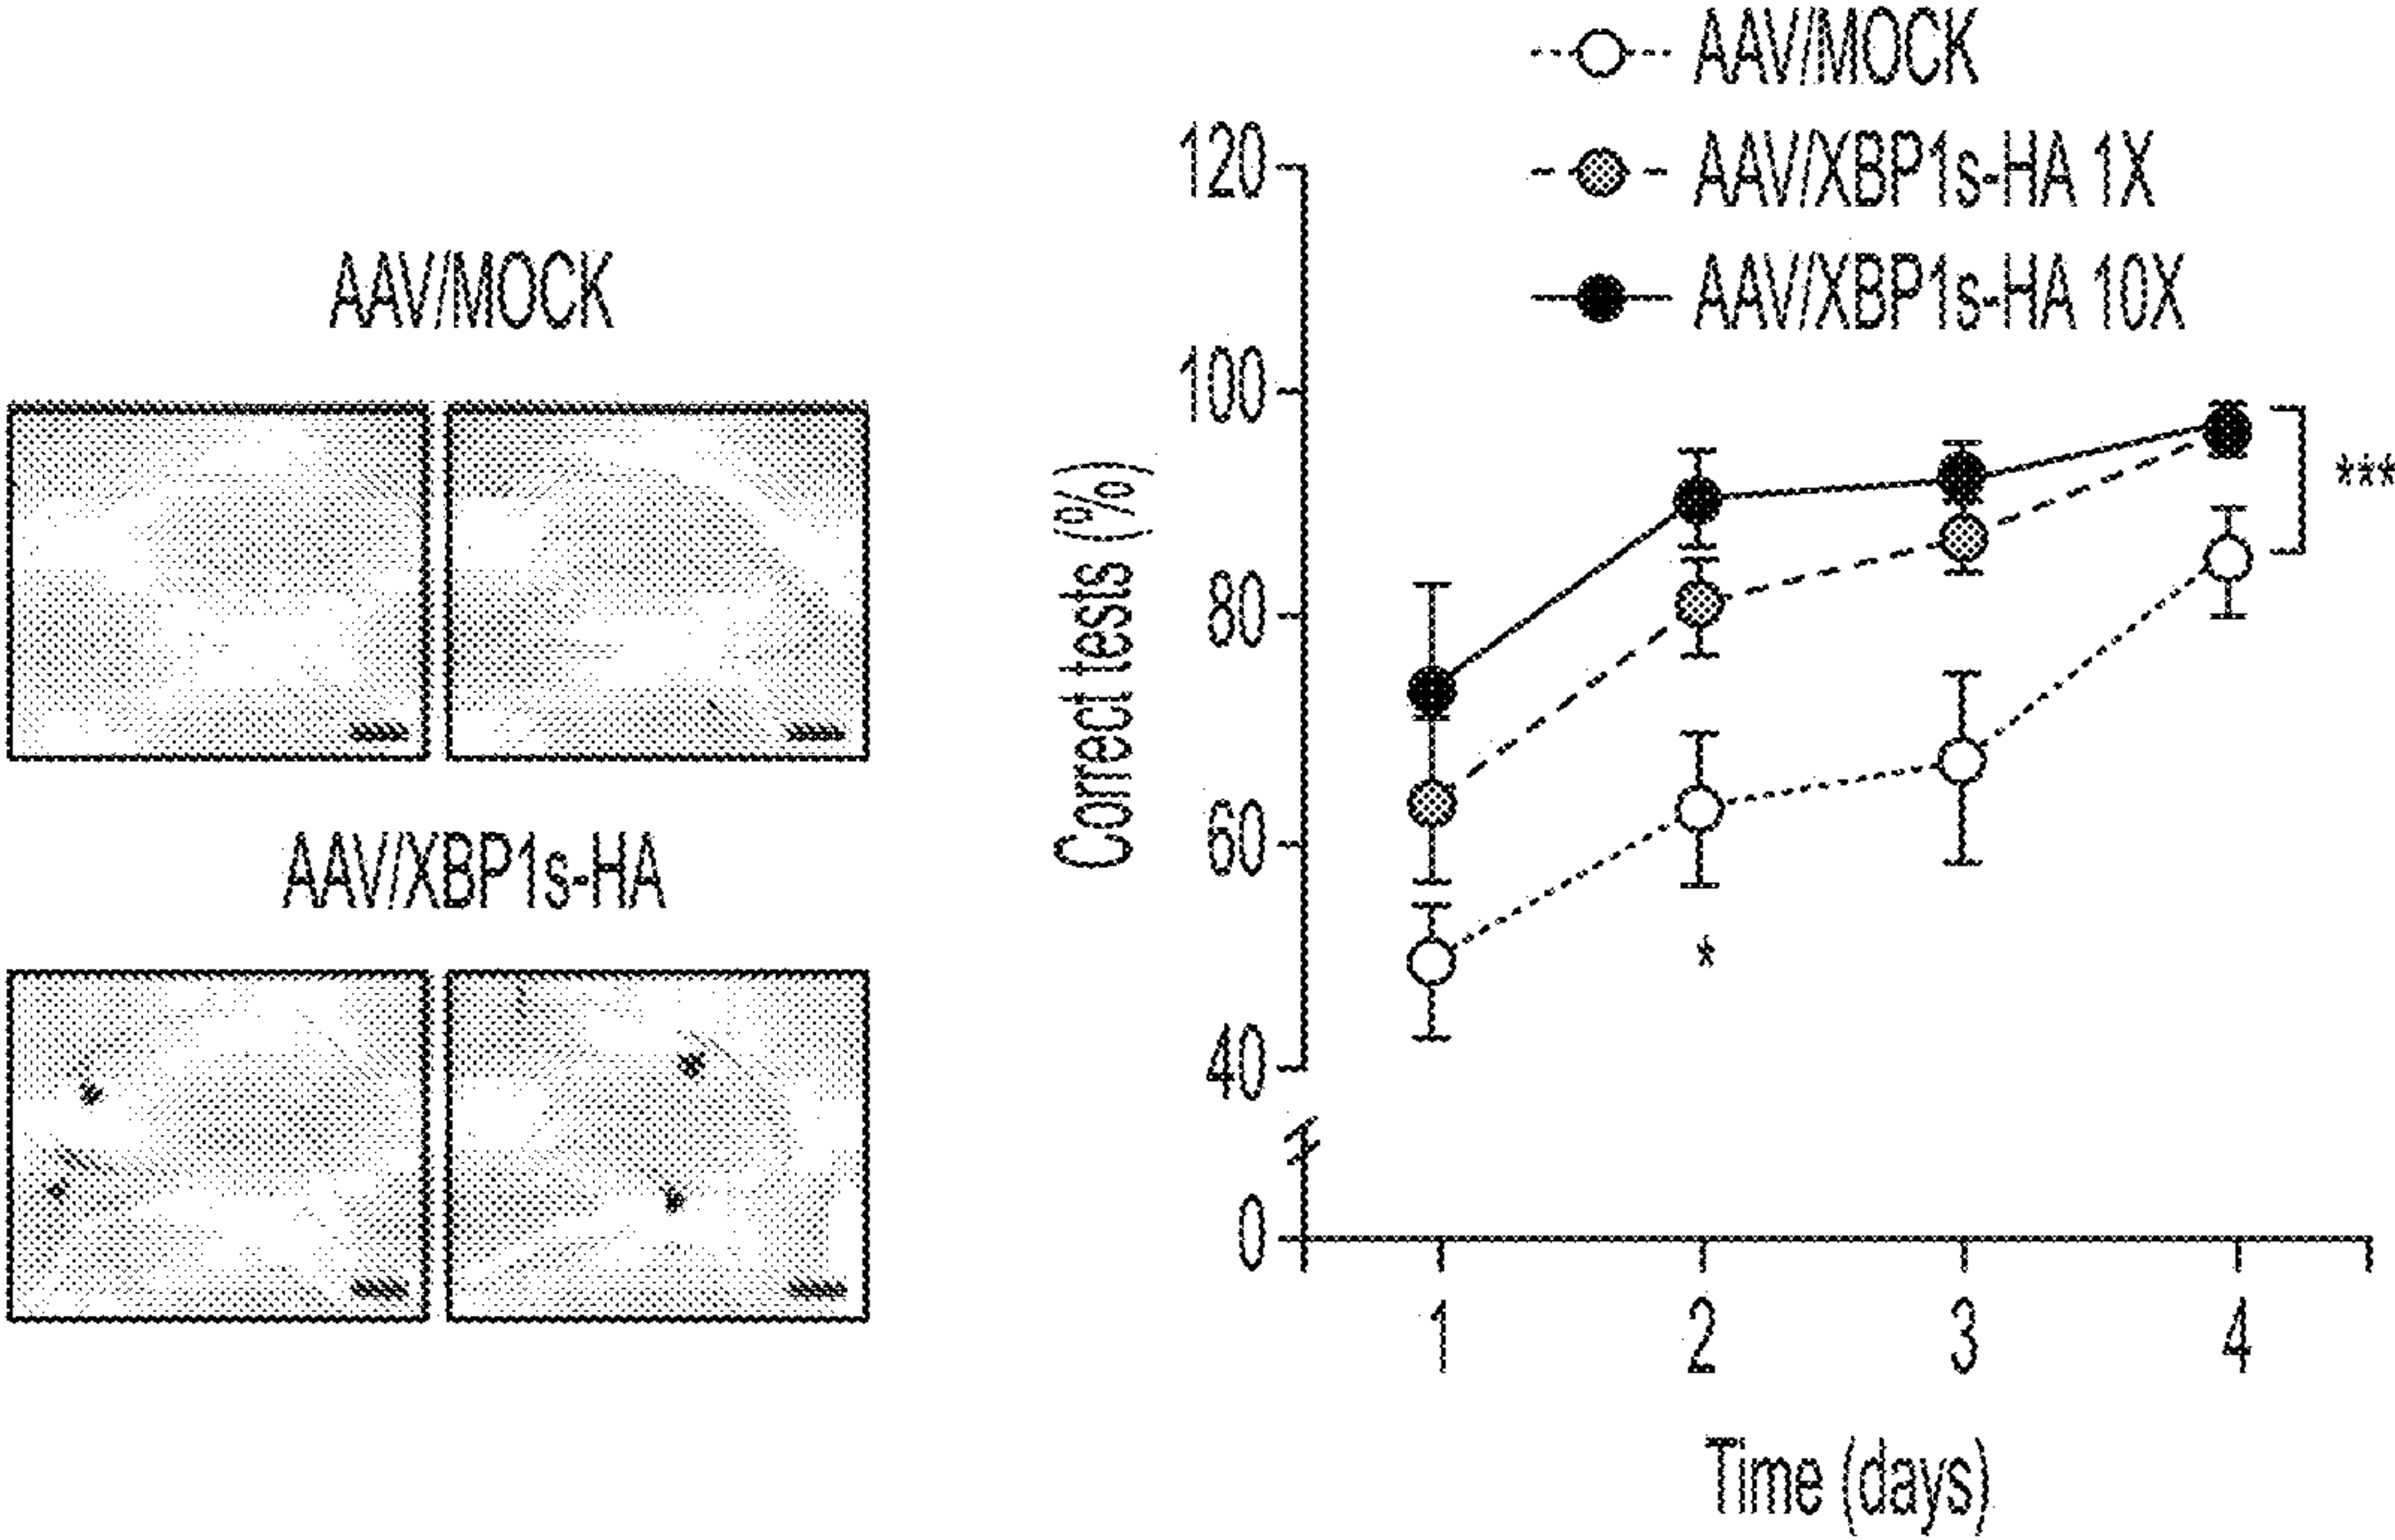 AAV/MOCK
AAV/XBP1s-HA
AAV/MOCK
AAV/XBP1s-HA 1X
AAV/XBP1s-HA 10X
Correct tests (%)
120
100
80
60
40
0
***
*
1 2 3 4
Time (days)